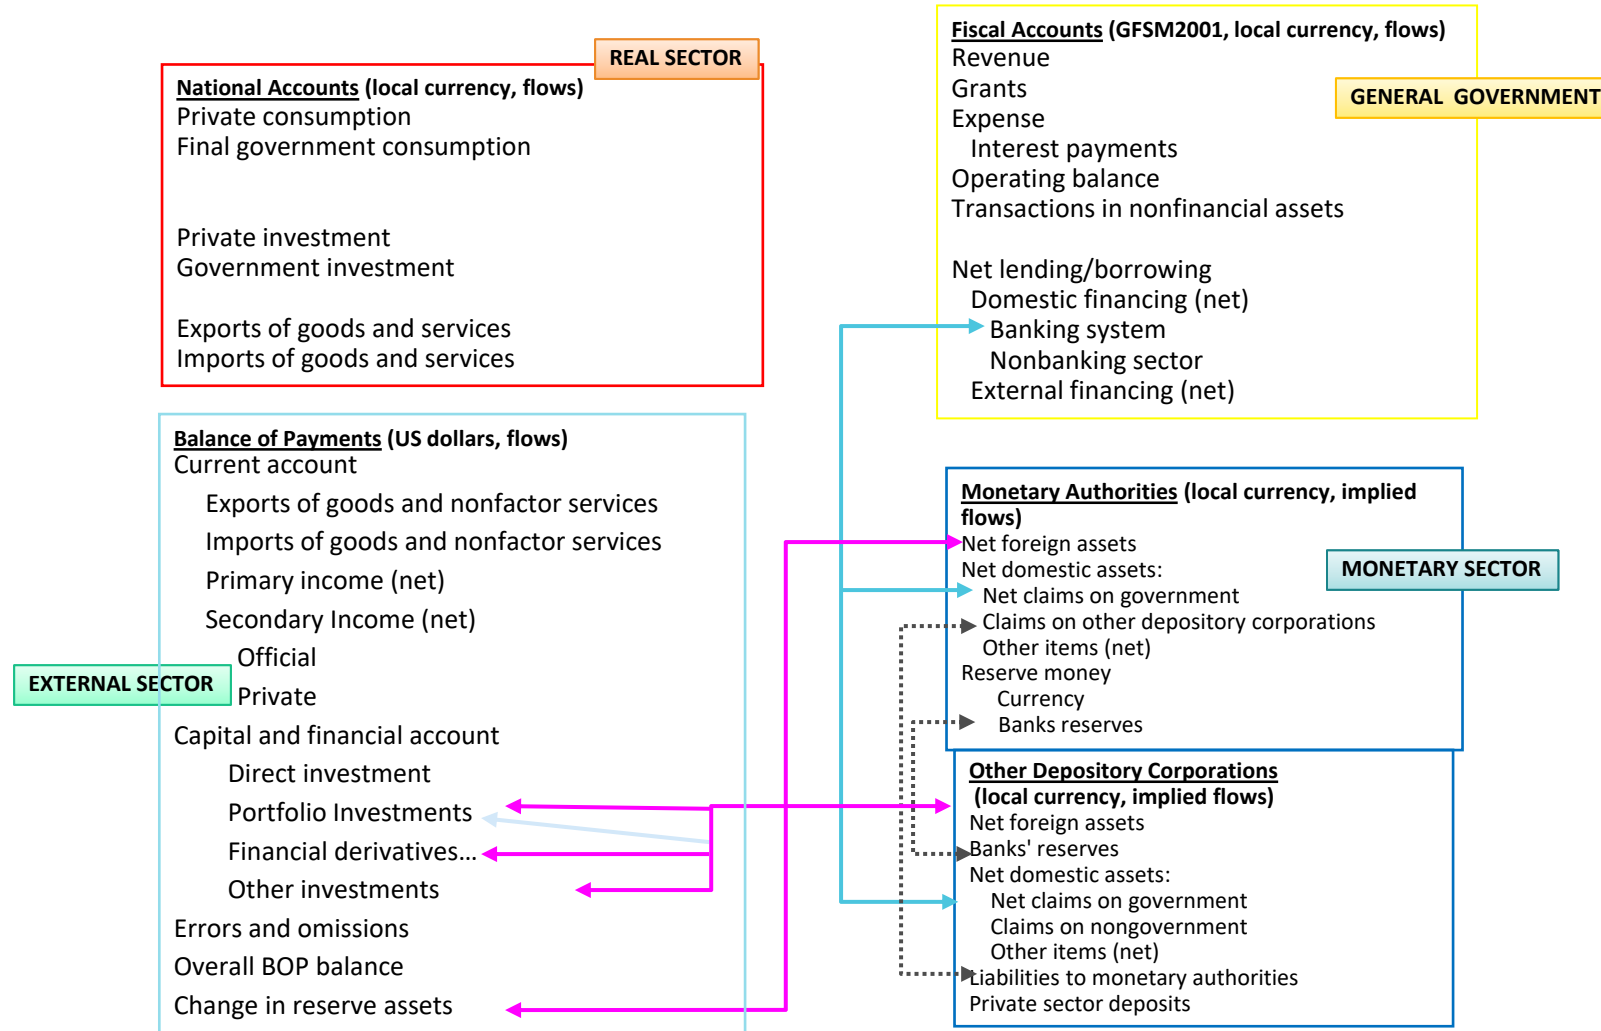 REAL SECTOR
National Accounts (local currency, flows)
Private consumption
Final government consumption
Private investment
Government investment
Exports of goods and services
Imports of goods and services
Fiscal Accounts (GFSM2001, local currency, flows)
Revenue
Grants
GENERAL GOVERNMENT
Expense
Interest payments
Operating balance
Transactions in nonfinancial assets
Net lending/borrowing
Domestic financing (net)
Banking system
Nonbanking sector
External financing (net)
Balance of Payments (US dollars, flows)
Current account
Exports of goods and nonfactor services
Imports of goods and nonfactor services
Primary income (net)
Secondary Income (net)
Official
EXTERNAL SECTOR
Private
Capital and financial account
Direct investment
Portfolio Investments
Financial derivatives...
Other investments
Errors and omissions
Overall BOP balance
Change in reserve assets
Monetary Authorities (local currency, implied
flows)
Net foreign assets
MONETARY SECTOR
Net domestic assets:
Net claims on government
Claims on other depository corporations
Other items (net)
Reserve money
Currency
Banks reserves
Other Depository Corporations
(local currency, implied flows)
Net foreign assets
Banks' reserves
Net domestic assets:
Net claims on government
Claims on nongovernment
Other items (net)
Liabilities to monetary authorities
Private sector deposits